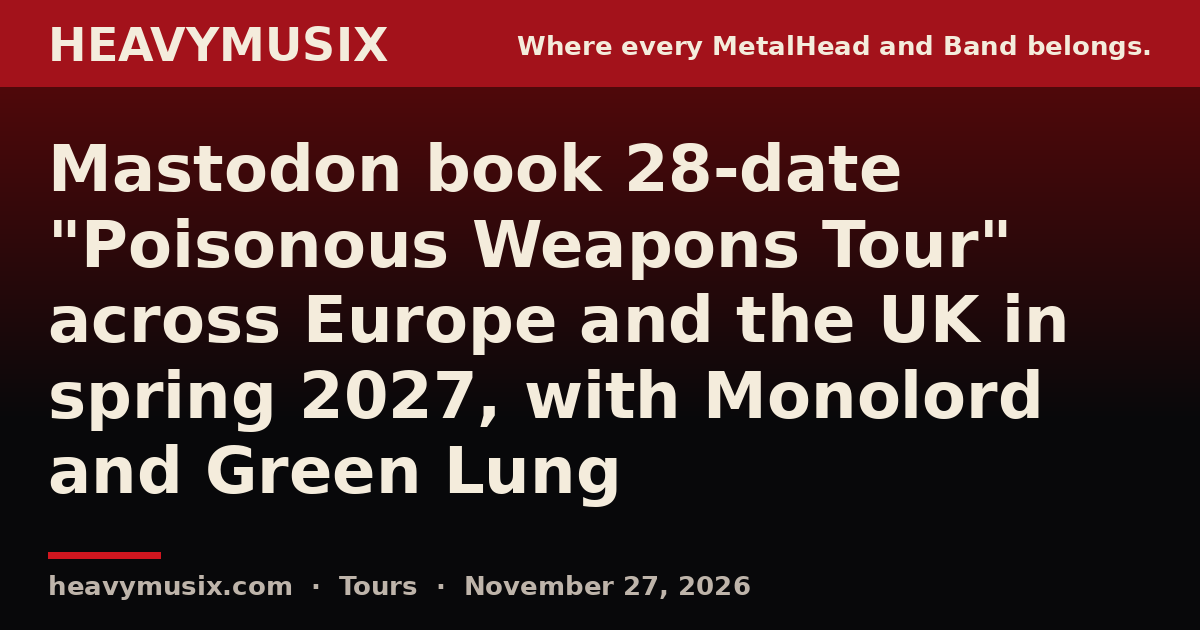 HEAVYMUSIX
Where every MetalHead and Band belongs.
Mastodon book 28-date
"Poisonous Weapons Tour"
across Europe and the UK in
spring 2027, with Monolord
and Green Lung
heavymusix.com · Tours · November 27, 2026